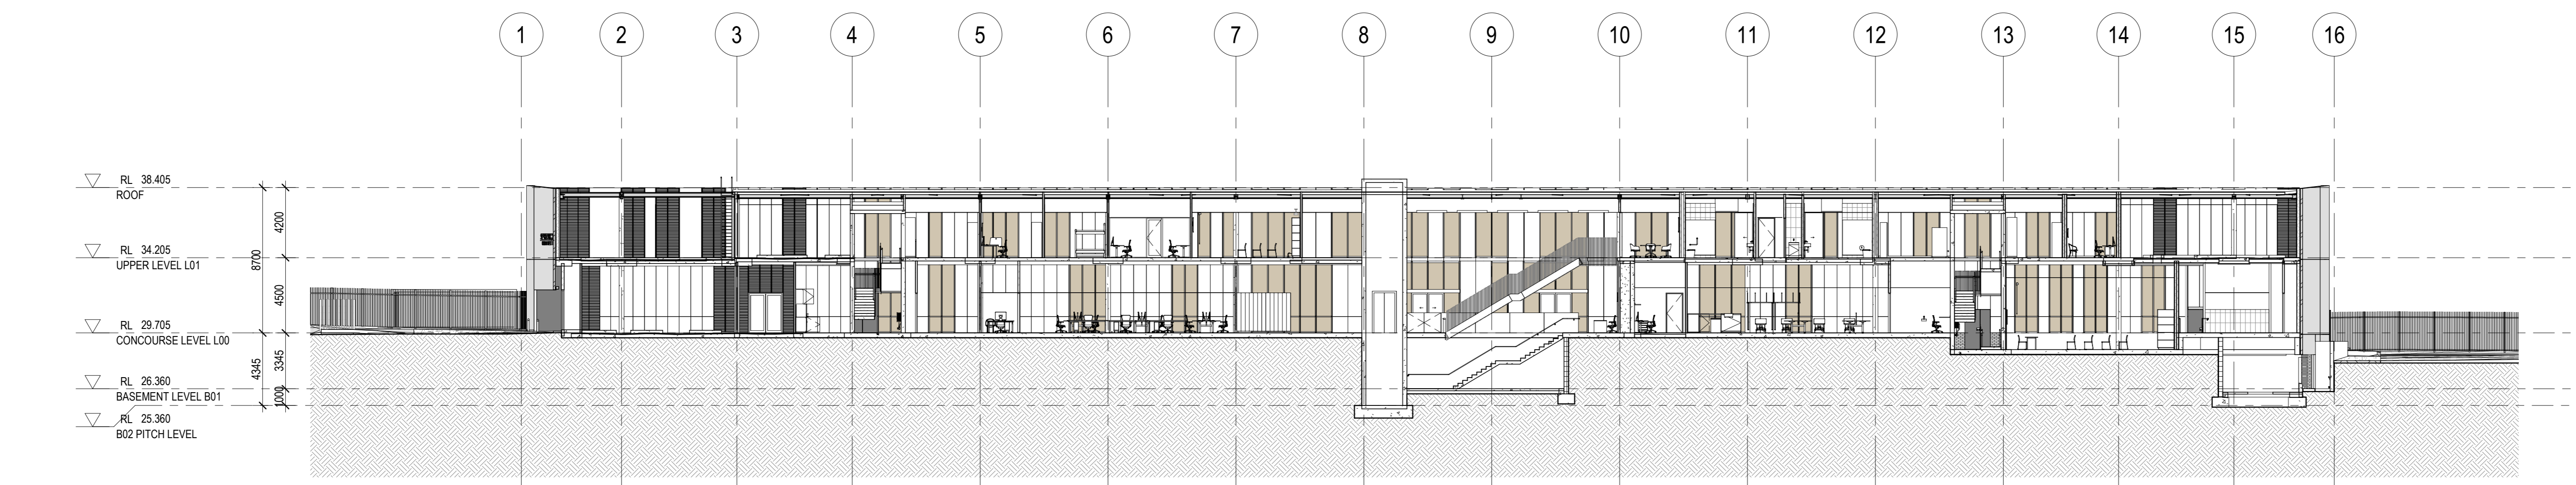 1 2 3 4 5 6 7 8 9 10 11 12 13 14 15 16
RL 38.405
ROOF
4200
RL 34.205
UPPER LEVEL L01
8700
4500
RL 29.705
CONCOURSE LEVEL L00
4345
3345
RL 26.360
BASEMENT LEVEL B01
1000
RL 25.360
B02 PITCH LEVEL